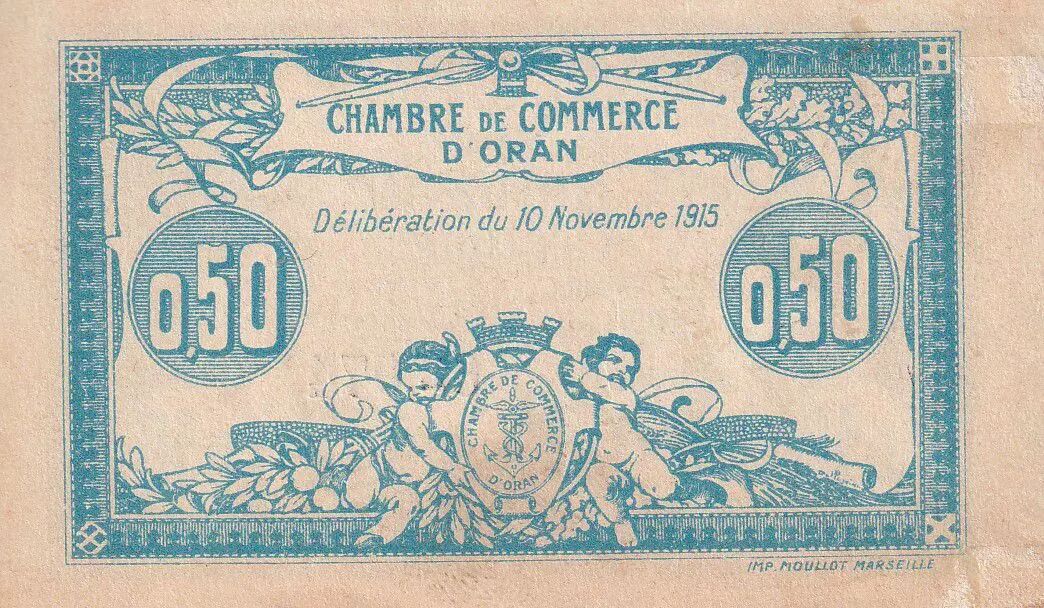 CHAMBRE DE COMMERCE
D'ORAN
Délibération du 10 Novembre 1915
0,50
0,50
CHAMBRE DE COMMERCE
D'ORAN
IMP. MOULLOT MARSEILLE